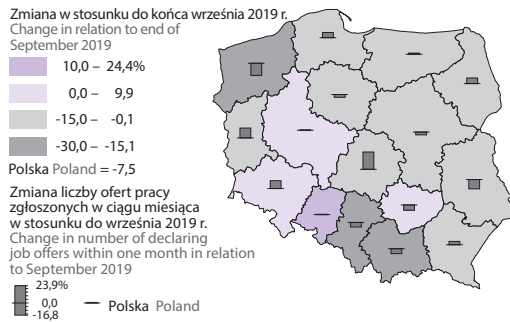 Zmiana w stosunku do końca września 2019 r.
Change in relation to end of
September 2019
10,0 – 24,4%
0,0 – 9,9
-15,0 – -0,1
-30,0 – -15,1
Polska Poland = -7,5
Zmiana liczby ofert pracy
zgłoszonych w ciągu miesiąca
w stosunku do września 2019 r.
Change in number of declaring
job offers within one month in relation
to September 2019
23,9%
0,0
-16,8
Polska Poland